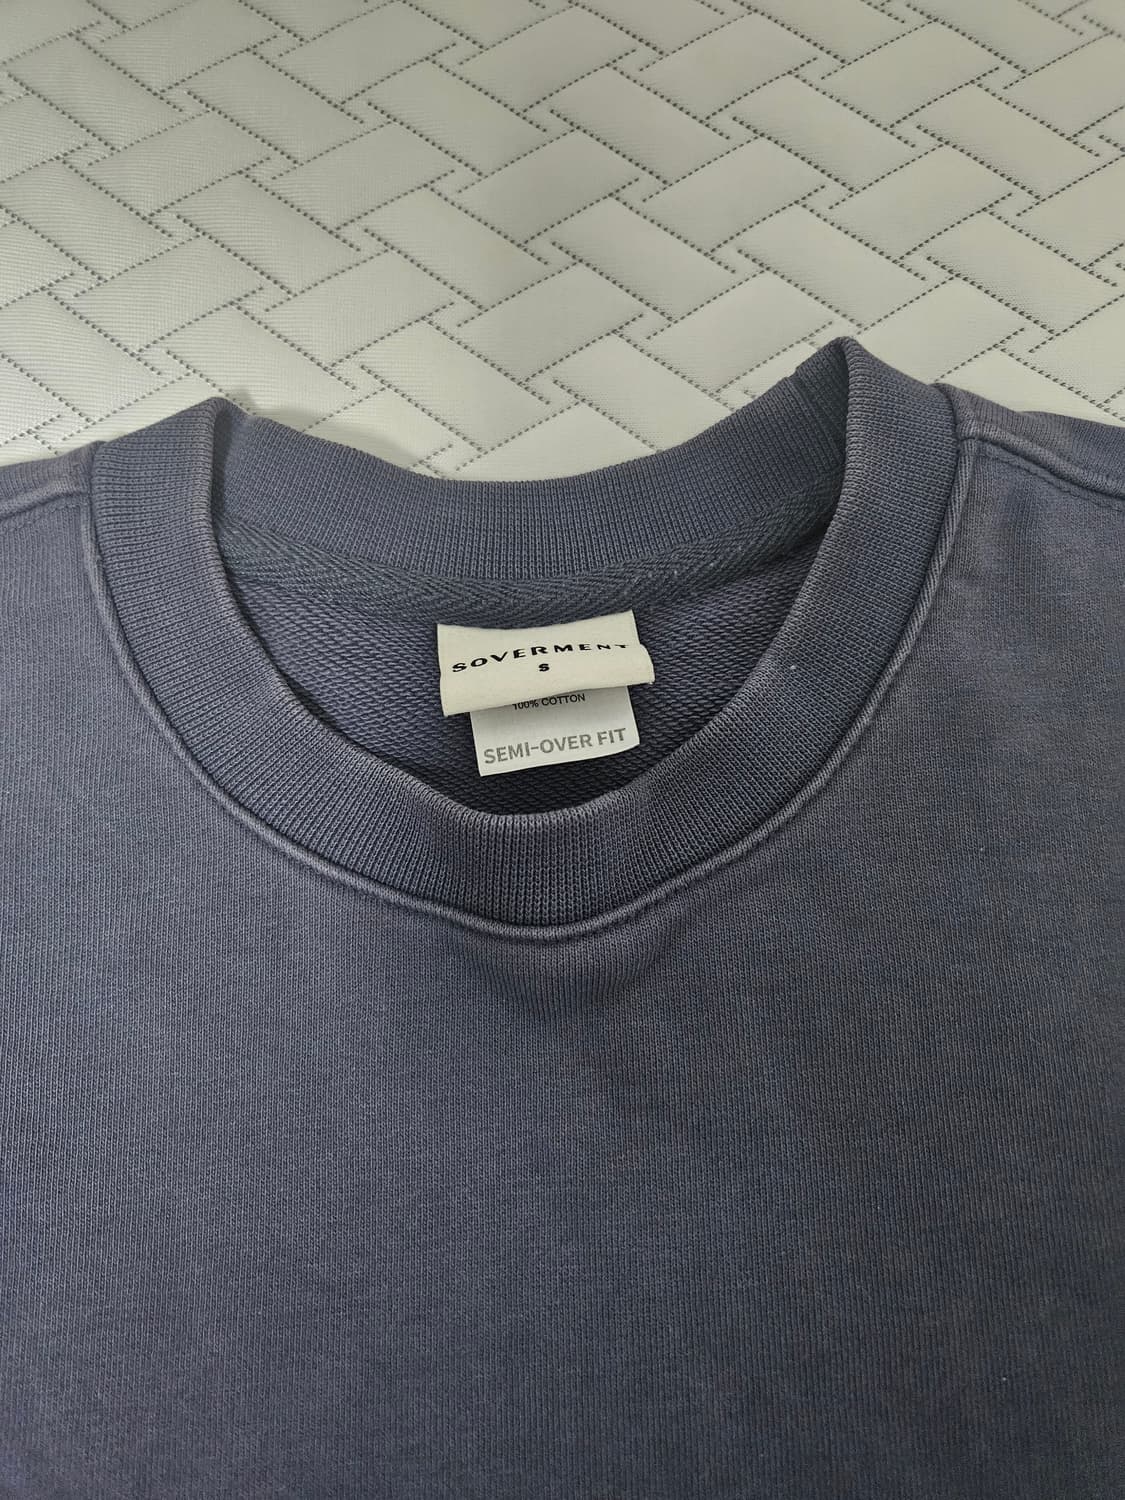 SOVERMENT
S
100% COTTON
SEMI-OVER FIT